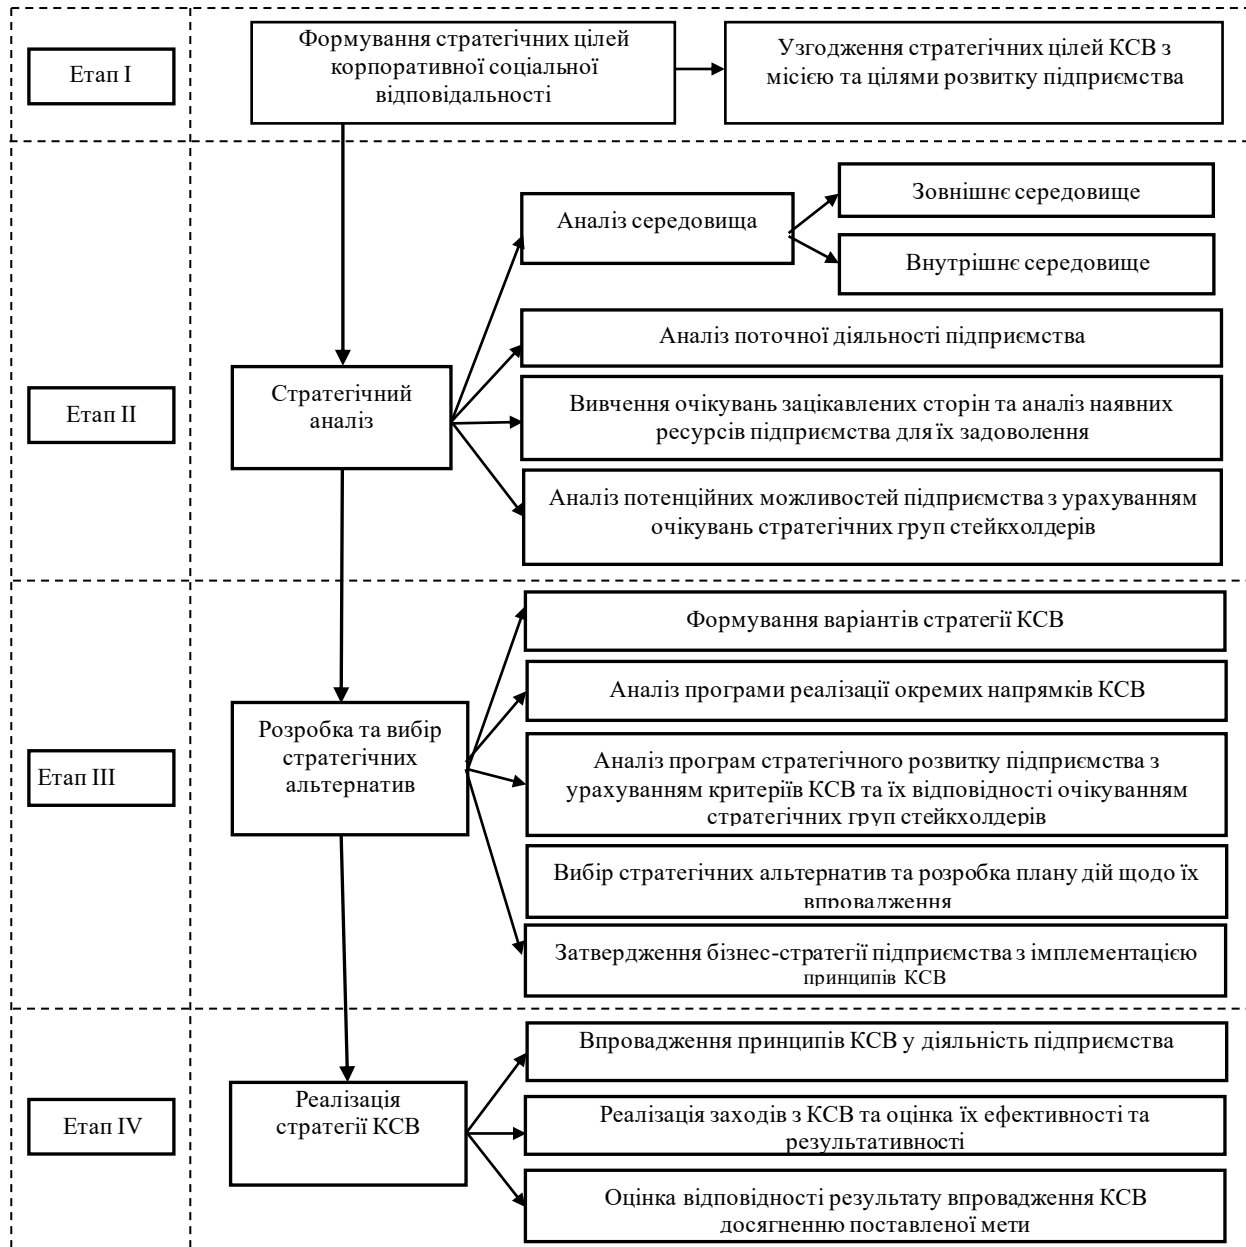 Етап I
Формування стратегічних цілей
корпоративної соціальної
відповідальності
Узгодження стратегічних цілей КСВ з
місією та цілями розвитку підприємства
Етап II
Стратегічний
аналіз
Аналіз середовища
Зовнішнє середовище
Внутрішнє середовище
Аналіз поточної діяльності підприємства
Вивчення очікувань зацікавлених сторін та аналіз наявних
ресурсів підприємства для їх задоволення
Аналіз потенційних можливостей підприємства з урахуванням
очікувань стратегічних груп стейкхолдерів
Етап III
Розробка та вибір
стратегічних
альтернатив
Формування варіантів стратегії КСВ
Аналіз програми реалізації окремих напрямків КСВ
Аналіз програм стратегічного розвитку підприємства з
урахуванням критеріїв КСВ та їх відповідності очікуванням
стратегічних груп стейкхолдерів
Вибір стратегічних альтернатив та розробка плану дій щодо їх
впровадження
Затвердження бізнес-стратегії підприємства з імплементацією
принципів КСВ
Етап IV
Реалізація
стратегії КСВ
Впровадження принципів КСВ у діяльність підприємства
Реалізація заходів з КСВ та оцінка їх ефективності та
результативності
Оцінка відповідності результату впровадження КСВ
досягненню поставленої мети